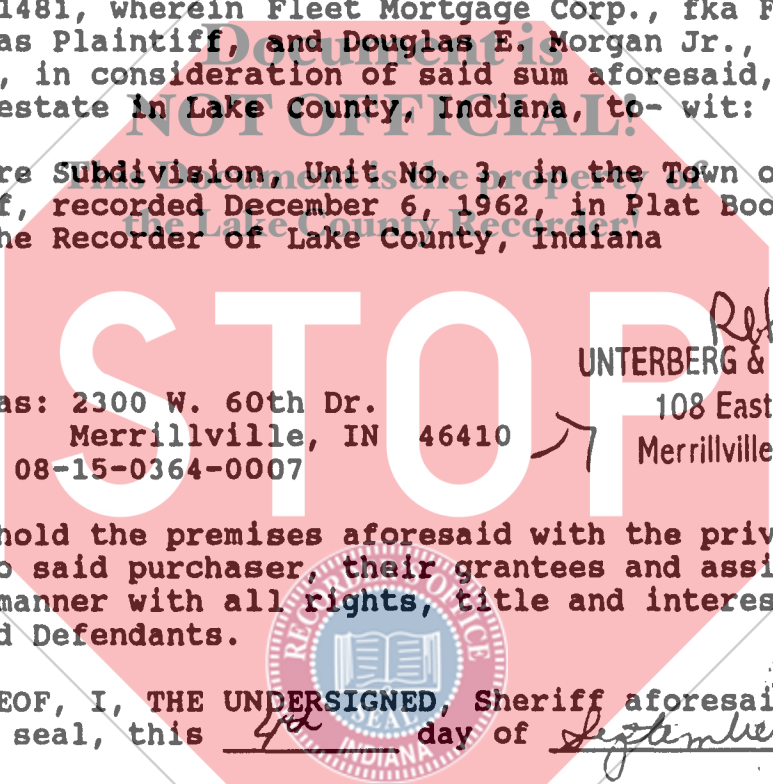 1481, wherein Fleet Mortgage Corp., fka F
as Plaintiff, and Douglas E. Morgan Jr.,
, in consideration of said sum aforesaid,
estate in Lake County, Indiana, to- wit:
Document is
NOT OFFICIAL!
This Document is the property of
the Lake County Recorder!
re Subdivision, Unit No. 3, in the Town o
f, recorded December 6, 1962, in Plat Boo
he Recorder of Lake County, Indiana
STOP
UNTERBERG &
108 East
Merrillville
as: 2300 W. 60th Dr.
Merrillville, IN 46410
08-15-0364-0007
hold the premises aforesaid with the priv
o said purchaser, their grantees and assi
manner with all rights, title and interes
d Defendants.
RECORDER'S OFFICE
SEAL
INDIANA
EOF, I, THE UNDERSIGNED, Sheriff aforesai
seal, this 4th day of September